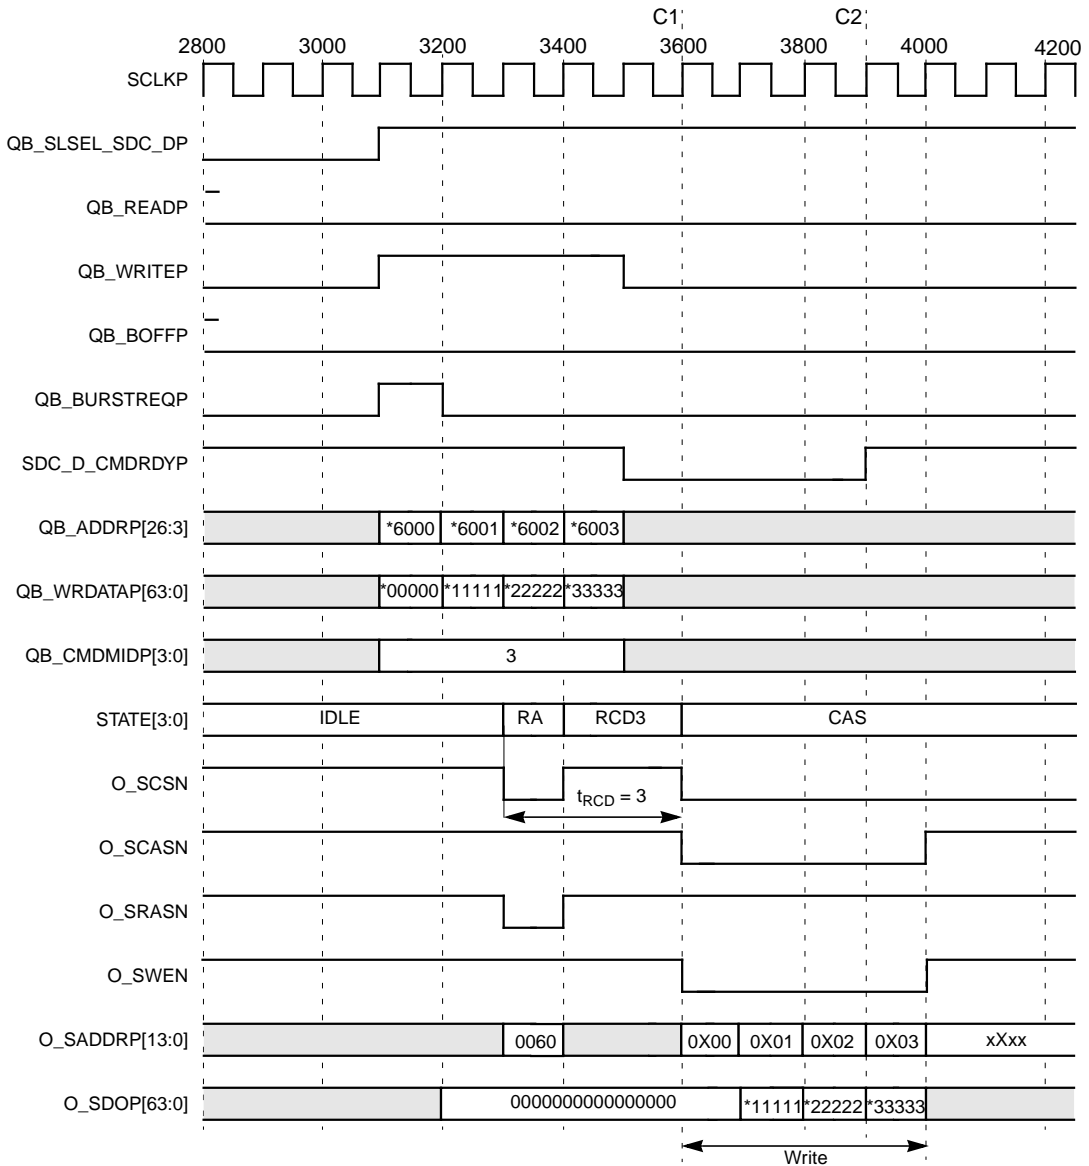 C1 C2
2800 3000 3200 3400 3600 3800 4000 4200
SCLKP
QB_SLSEL_SDC_DP
QB_READP
QB_WRITEP
QB_BOFFP
QB_BURSTREQP
SDC_D_CMDRDYP
QB_ADDRP[26:3] *6000 *6001 *6002 *6003
QB_WRDATAP[63:0] *00000 *11111 *22222 *33333
QB_CMDMIDP[3:0] 3
STATE[3:0] IDLE RA RCD3 CAS
O_SCSN
tRCD = 3
O_SCASN
O_SRASN
O_SWEN
O_SADDRP[13:0] 0060 0X00 0X01 0X02 0X03 xXxx
O_SDOP[63:0] 0000000000000000 *11111 *22222 *33333
Write